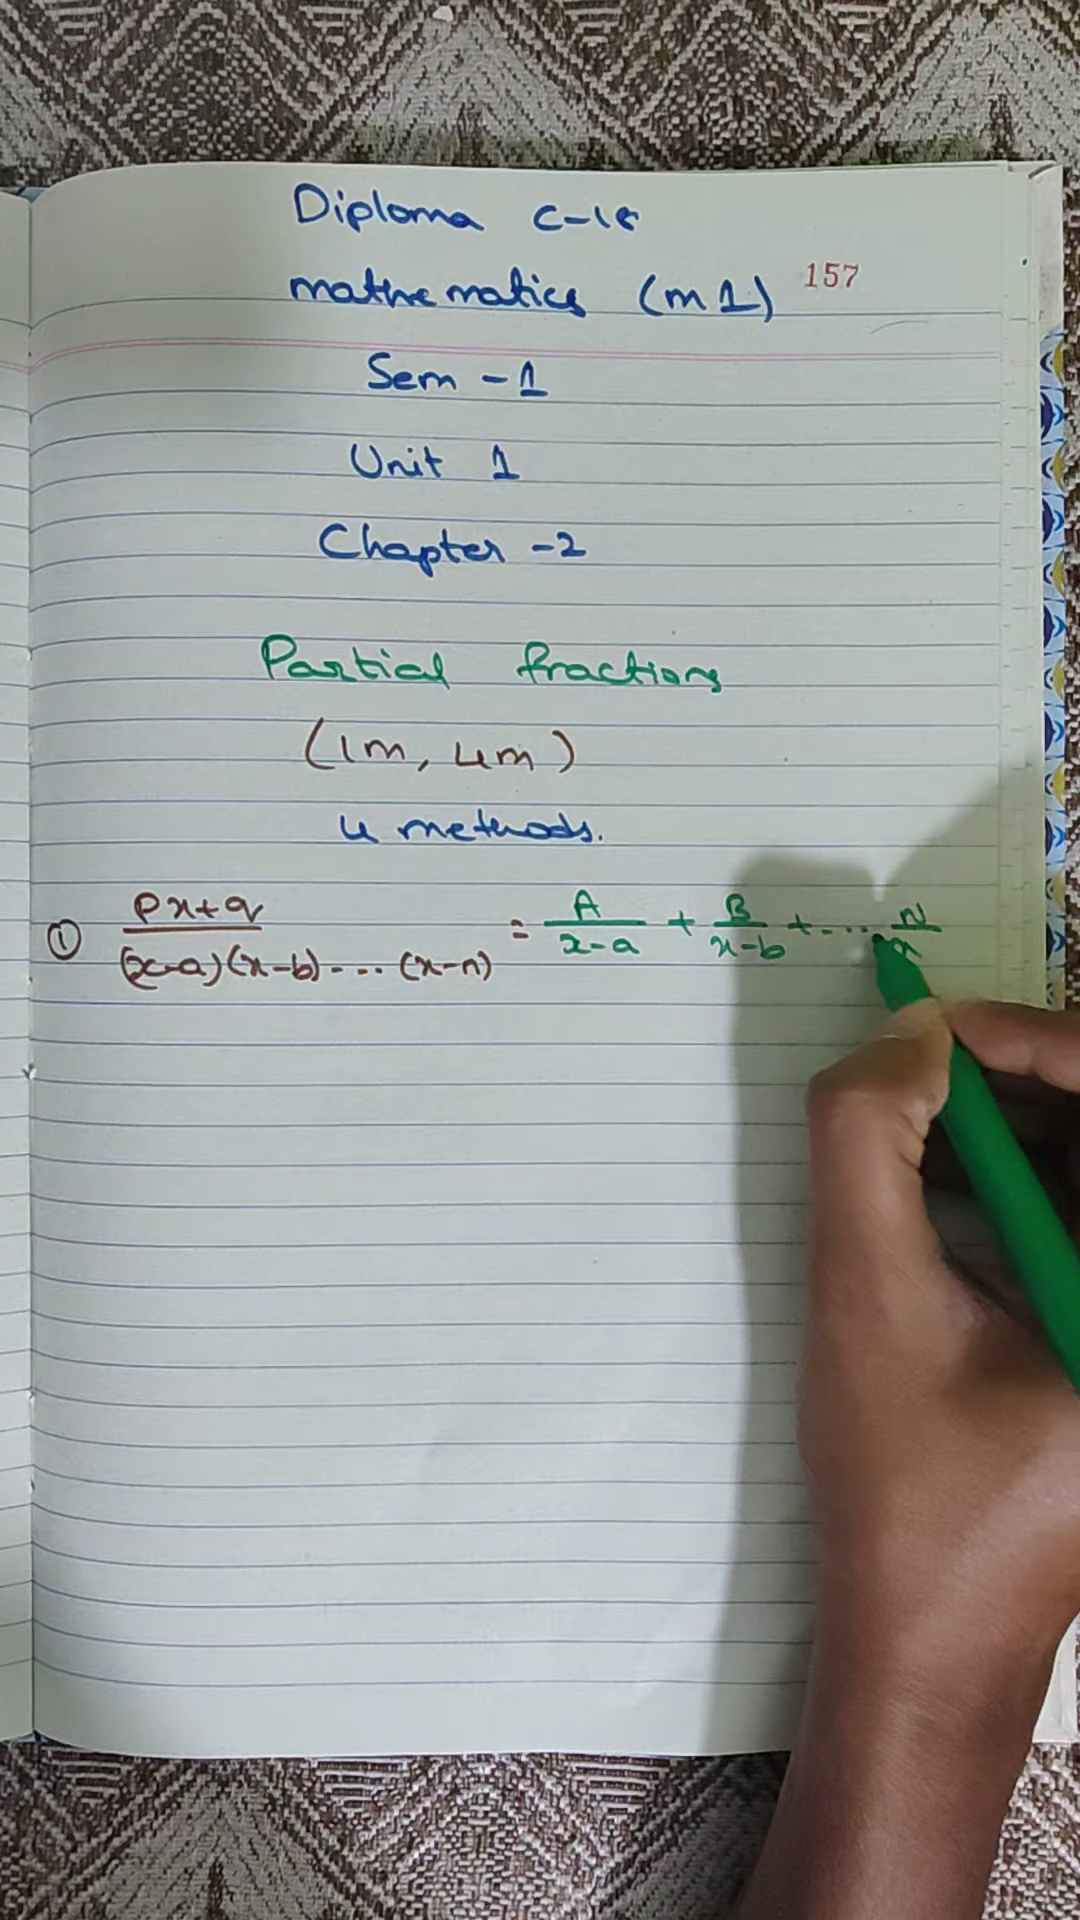 Diploma C-18
mathematics (m1) 157
Sem - 1
Unit 1
Chapter - 2
Partial fractions
(1m, 4m)
4 methods.
① px+q / (x-a)(x-b)....(x-n) = A/x-a + B/x-b + .... N/x